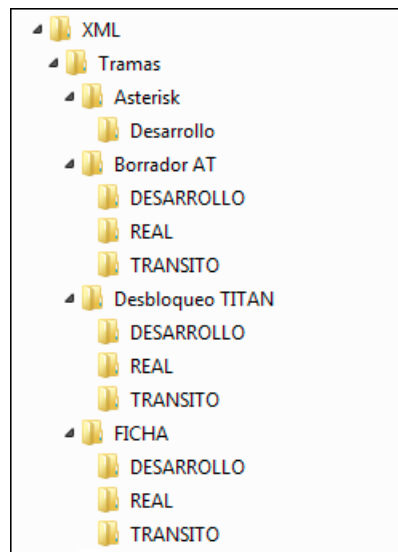 XML
Tramas
Asterisk
Desarrollo
Borrador AT
DESARROLLO
REAL
TRANSITO
Desbloqueo TITAN
DESARROLLO
REAL
TRANSITO
FICHA
DESARROLLO
REAL
TRANSITO